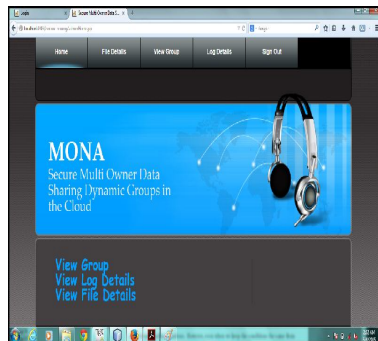 Home File Details View Group Log Details Sign Out
MONA
Secure Multi Owner Data
Sharing Dynamic Groups in
the Cloud
View Group
View Log Details
View File Details